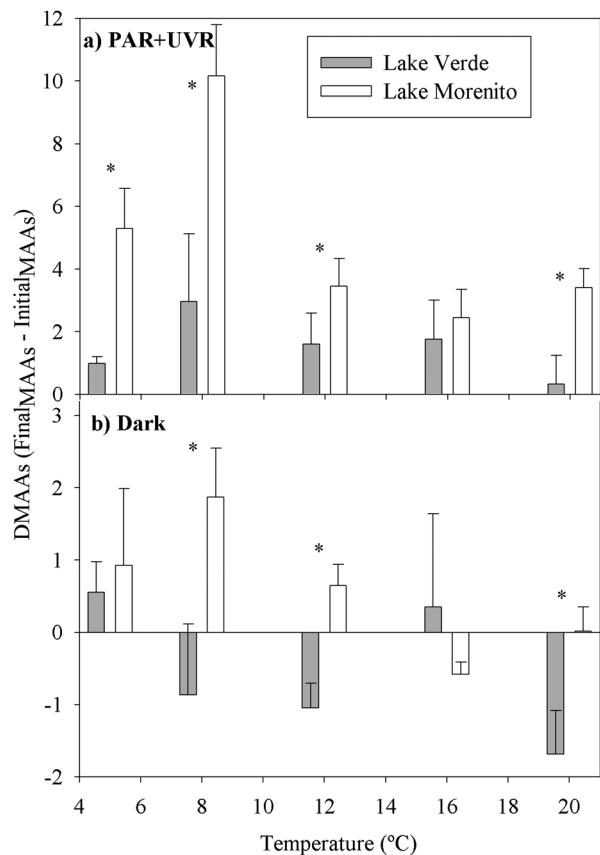 a) PAR+UVR
Lake Verde
Lake Morenito
12
10
8
6
4
2
0
*
*
*
*
DMAAs (FinalMAAs - InitialMAAs)
b) Dark
3
2
1
0
-1
-2
*
*
*
4 6 8 10 12 14 16 18 20
Temperature (ºC)